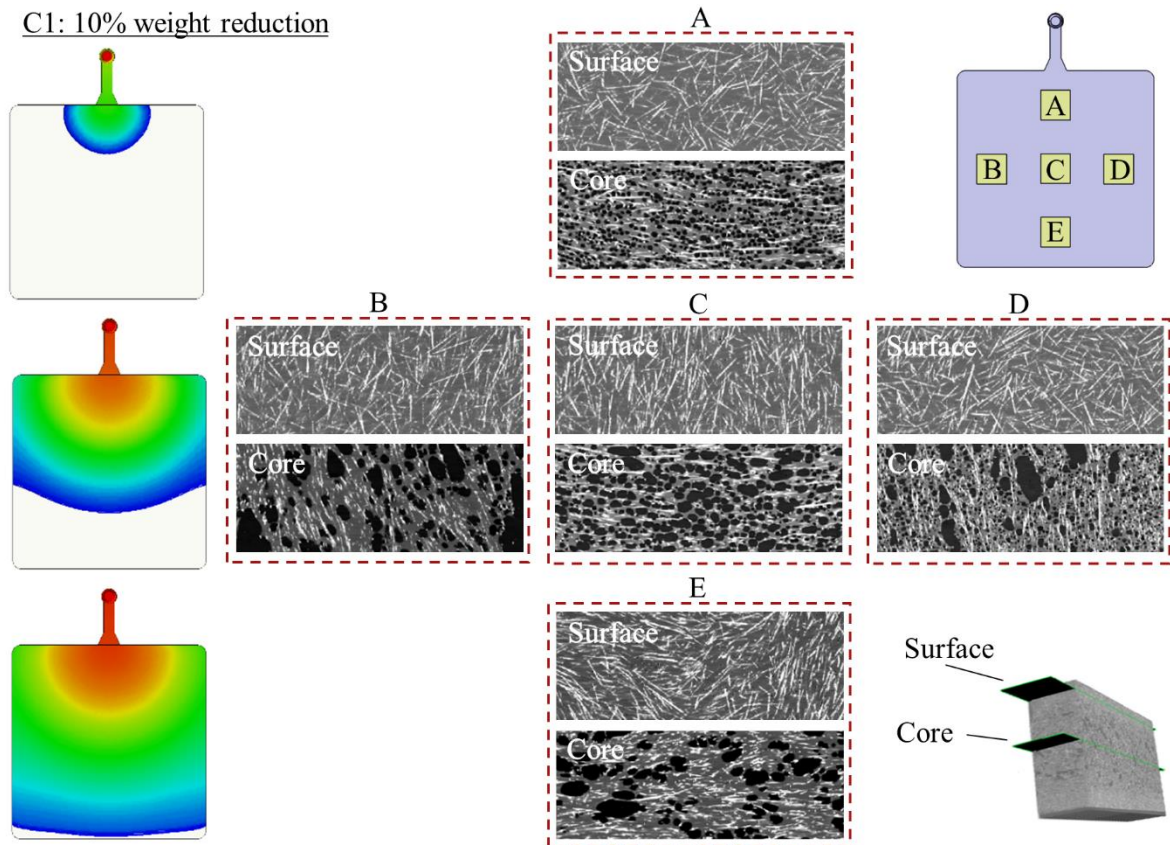 C1: 10% weight reduction
A
Surface
Core
A
B
C
D
E
B
Surface
Core
C
Surface
Core
D
Surface
Core
E
Surface
Core
Surface
Core